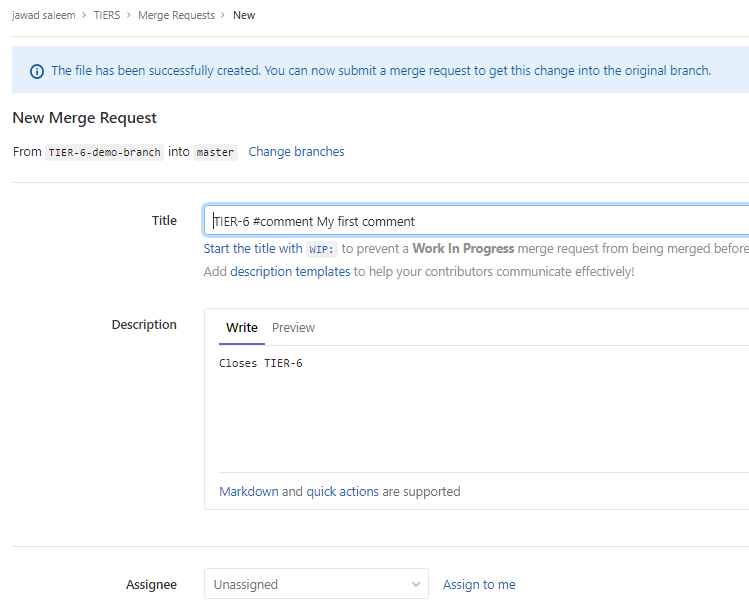 jawad saleem > TIERS > Merge Requests > New
The file has been successfully created. You can now submit a merge request to get this change into the original branch.
New Merge Request
From TIER-6-demo-branch into master Change branches
Title
TIER-6 #comment My first comment
Start the title with WIP: to prevent a Work In Progress merge request from being merged before
Add description templates to help your contributors communicate effectively!
Description
Write Preview
Closes TIER-6
Markdown and quick actions are supported
Assignee
Unassigned
Assign to me